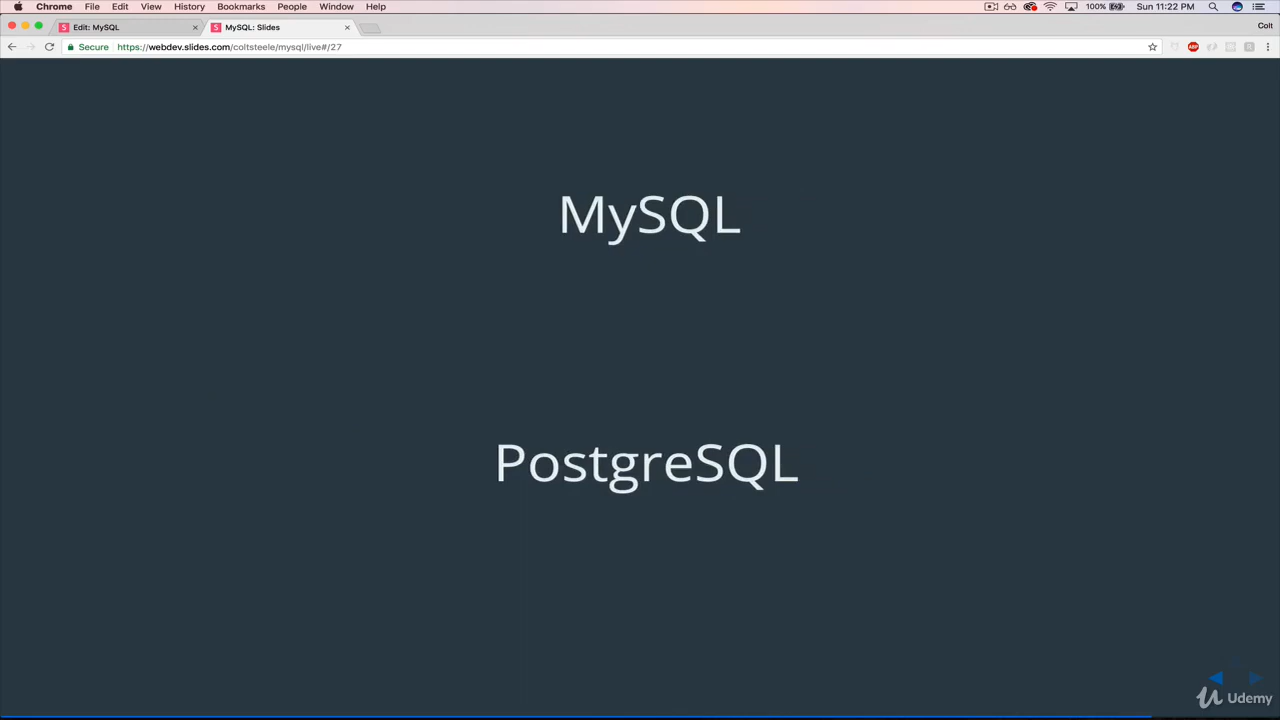 Chrome File Edit View History Bookmarks People Window Help 100% Sun 11:22 PM
Edit: MySQL MySQL: Slides Colt
Secure https://webdev.slides.com/coltsteele/mysql/live#/27 ABP
MySQL
PostgreSQL
Udemy